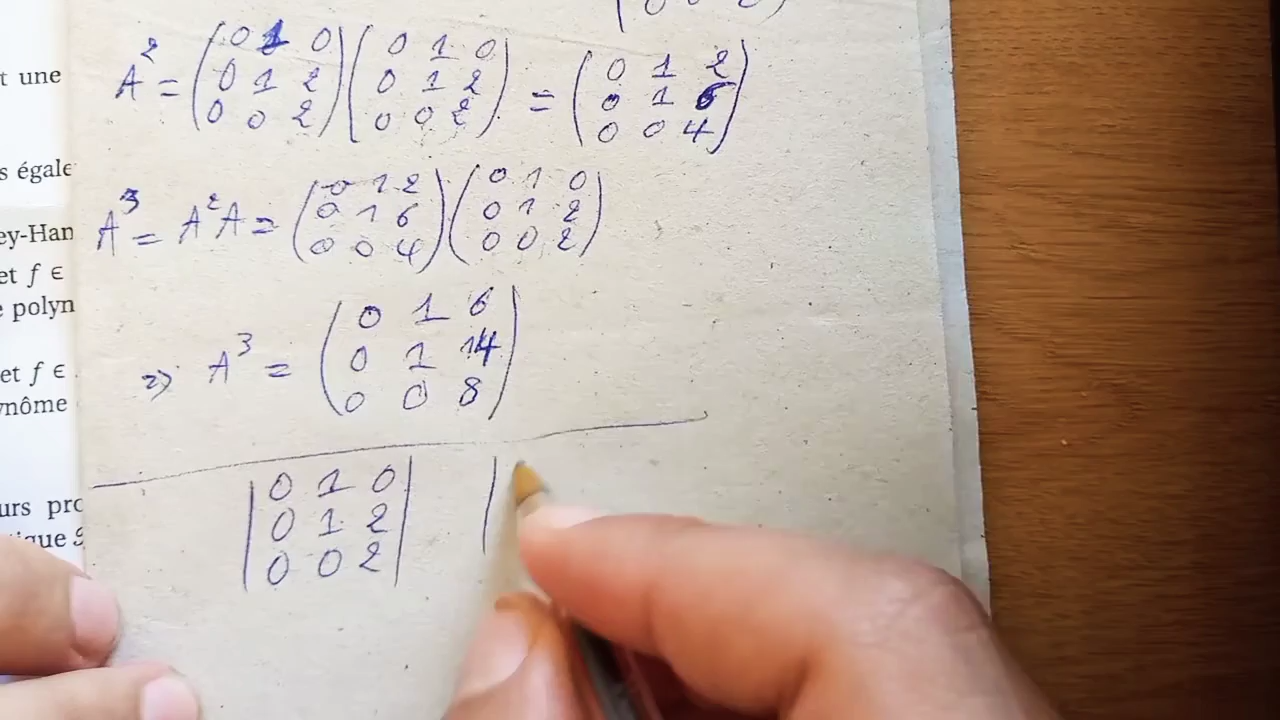 t une
s égale
ey-Han
et f ∈
e polyn
et f ∈
ynôme
urs pro
tique
A² = (0 1 0) (0 1 0) = (0 1 2)
(0 1 2) (0 1 2) (0 1 6)
(0 0 2) (0 0 2) (0 0 4)
A³ = A²A = (0 1 2) (0 1 0)
(0 1 6) (0 1 2)
(0 0 4) (0 0 2)
=> A³ = (0 1 6)
(0 1 14)
(0 0 8)
|0 1 0| |
|0 1 2|
|0 0 2|